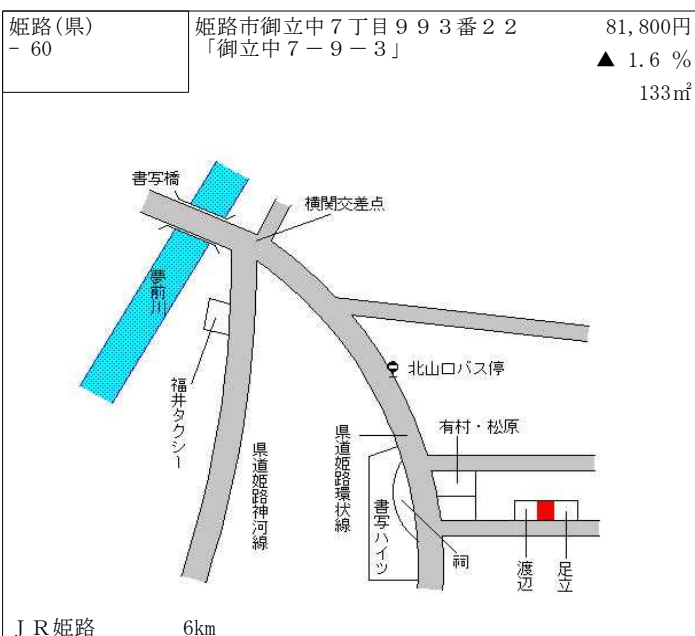 姫路(県)
- 60
姫路市御立中７丁目９９３番２２
「御立中７－９－３」
81,800円
▲ 1.6 %
133㎡
書写橋
横関交差点
夢前川
福井タクシー
北山口バス停
県道姫路神河線
県道姫路環状線
有村・松原
書写ハイツ
祠
渡辺
足立
ＪＲ姫路 6km